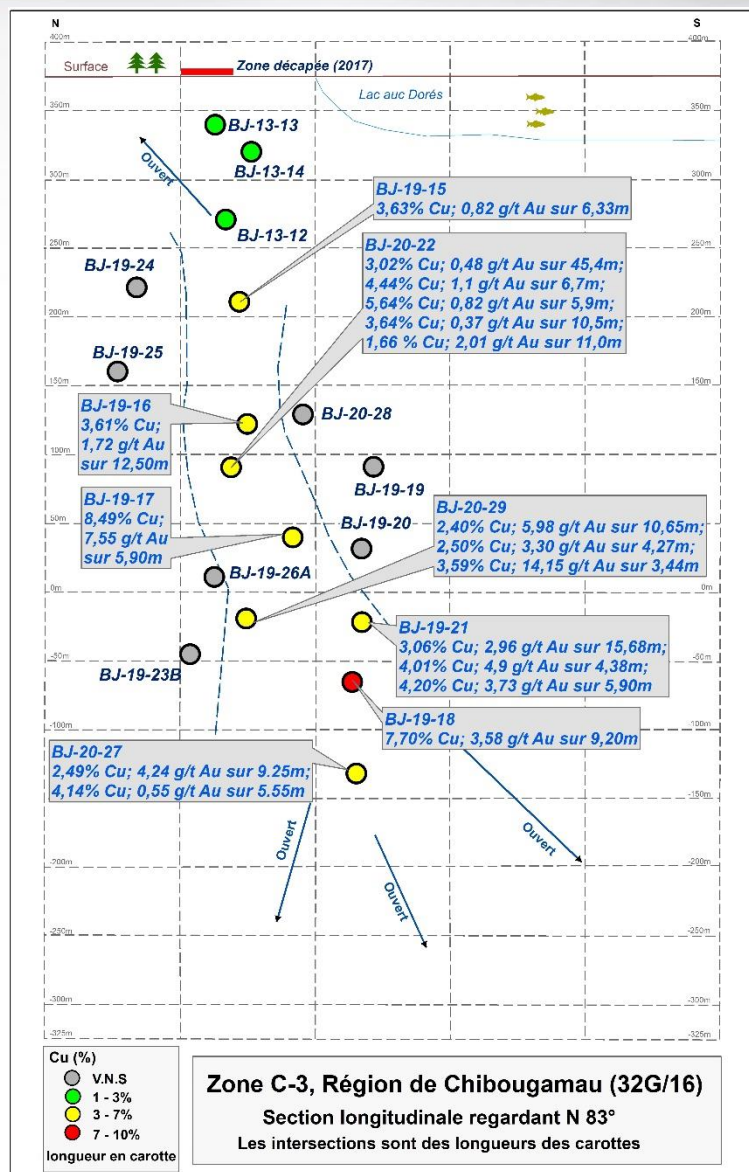 N
S
400m
400m
Surface
Zone décapée (2017)
Lac auc Dorés
350m
350m
BJ-13-13
BJ-13-14
Ouvert
300m
300m
BJ-13-12
BJ-19-15
3,63% Cu; 0,82 g/t Au sur 6,33m
250m
250m
BJ-20-22
3,02% Cu; 0,48 g/t Au sur 45,4m;
4,44% Cu; 1,1 g/t Au sur 6,7m;
5,64% Cu; 0,82 g/t Au sur 5,9m;
3,64% Cu; 0,37 g/t Au sur 10,5m;
1,66 % Cu; 2,01 g/t Au sur 11,0m;
BJ-19-24
200m
200m
BJ-19-25
150m
150m
BJ-19-16
3,61% Cu;
1,72 g/t Au
sur 12,50m
BJ-20-28
100m
100m
BJ-19-19
BJ-19-17
8,49% Cu;
7,55 g/t Au
sur 5,90m
50m
50m
BJ-19-20
BJ-20-29
2,40% Cu; 5,98 g/t Au sur 10,65m;
2,50% Cu; 3,30 g/t Au sur 4,27m;
3,59% Cu; 14,15 g/t Au sur 3,44m
BJ-19-26A
0m
0m
BJ-19-21
3,06% Cu; 2,96 g/t Au sur 15,68m;
4,01% Cu; 4,9 g/t Au sur 4,38m;
4,20% Cu; 3,73 g/t Au sur 5,90m
-50m
-50m
BJ-19-23B
BJ-19-18
7,70% Cu; 3,58 g/t Au sur 9,20m
-100m
-100m
BJ-20-27
2,49% Cu; 4,24 g/t Au sur 9.25m;
4,14% Cu; 0,55 g/t Au sur 5.55m
-150m
-150m
Ouvert
Ouvert
Ouvert
-200m
-200m
-250m
-250m
-300m
-300m
-325m
-325m
Cu (%)
V.N.S
1 - 3%
3 - 7%
7 - 10%
longueur en carotte
Zone C-3, Région de Chibougamau (32G/16)
Section longitudinale regardant N 83°
Les intersections sont des longueurs des carottes